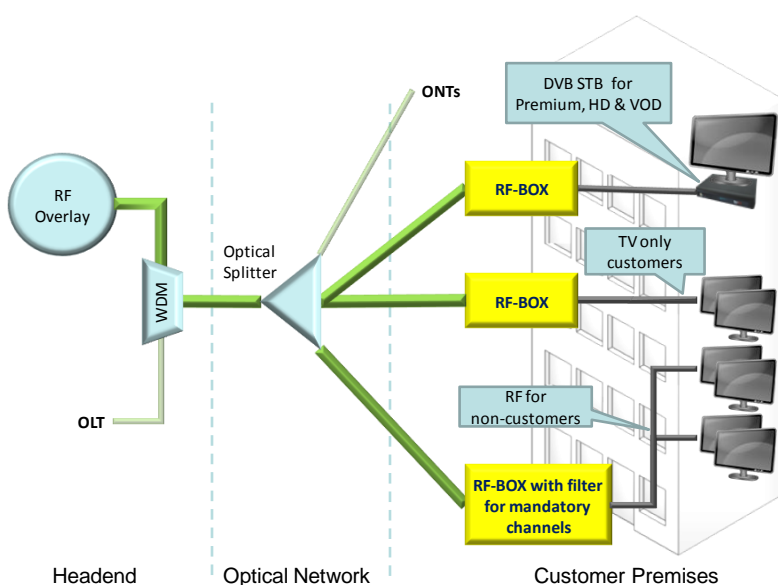 DVB STB for
Premium, HD & VOD
ONTs
RF
Overlay
RF-BOX
Optical
Splitter
TV only
customers
WDM
RF-BOX
RF for
non-customers
OLT
RF-BOX with filter
for mandatory
channels
Headend
Optical Network
Customer Premises